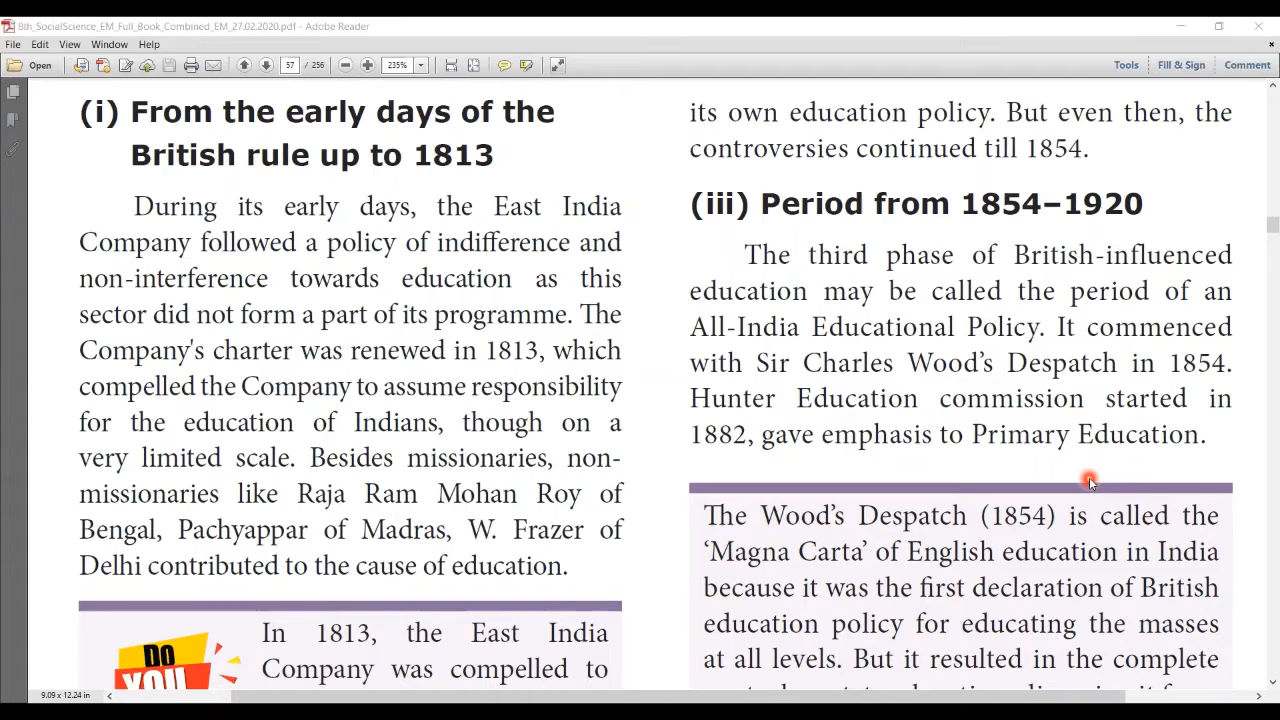 8th_SocialScience_EM_Full_Book_Combined_EM_27.02.2020.pdf - Adobe Reader
File Edit View Window Help
Open 57 / 256 235% Tools Fill & Sign Comment
(i) From the early days of the
British rule up to 1813
During its early days, the East India
Company followed a policy of indifference and
non-interference towards education as this
sector did not form a part of its programme. The
Company's charter was renewed in 1813, which
compelled the Company to assume responsibility
for the education of Indians, though on a
very limited scale. Besides missionaries, non-
missionaries like Raja Ram Mohan Roy of
Bengal, Pachyappar of Madras, W. Frazer of
Delhi contributed to the cause of education.
DO
YOU
In 1813, the East India
Company was compelled to
its own education policy. But even then, the
controversies continued till 1854.
(iii) Period from 1854–1920
The third phase of British-influenced
education may be called the period of an
All-India Educational Policy. It commenced
with Sir Charles Wood’s Despatch in 1854.
Hunter Education commission started in
1882, gave emphasis to Primary Education.
The Wood’s Despatch (1854) is called the
‘Magna Carta’ of English education in India
because it was the first declaration of British
education policy for educating the masses
at all levels. But it resulted in the complete
9.09 x 12.24 in